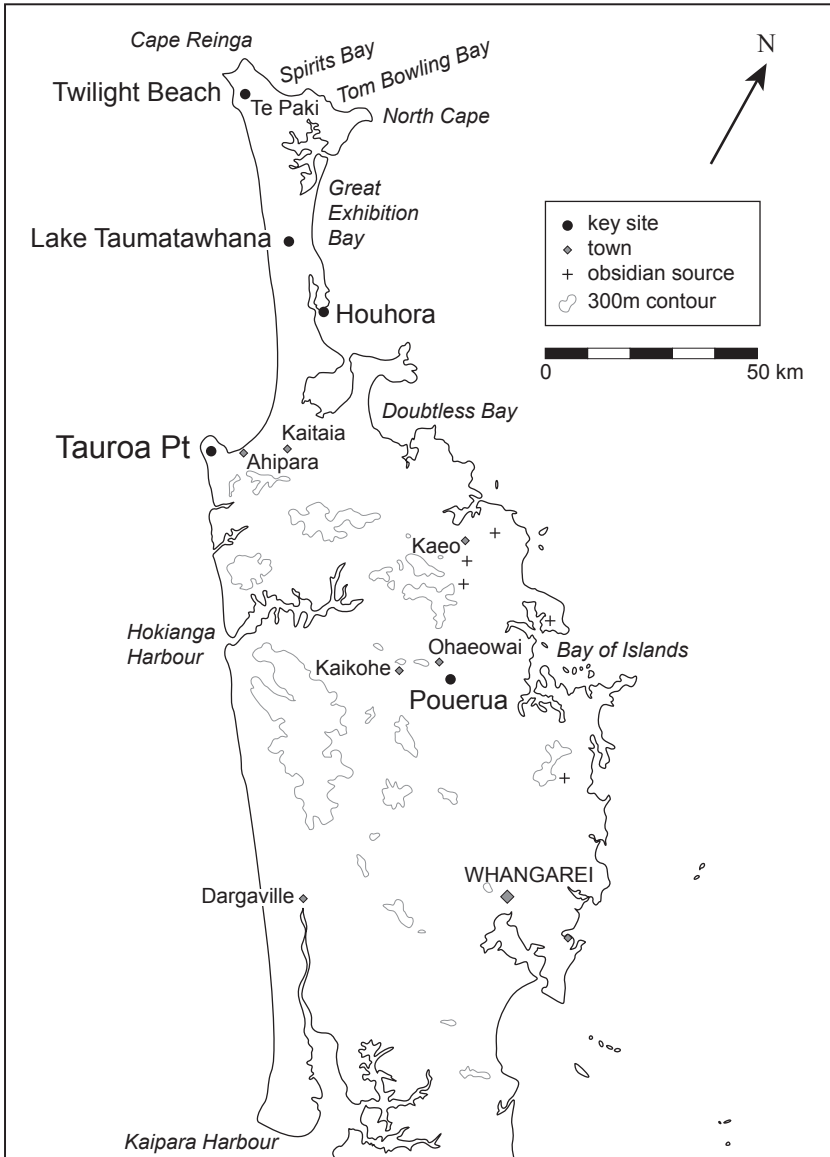 Cape Reinga
Spirits Bay
Tom Bowling Bay
N
Twilight Beach
Te Paki
North Cape
Great
Exhibition
Bay
key site
town
obsidian source
300m contour
Lake Taumatawhana
Houhora
0
50 km
Doubtless Bay
Tauroa Pt
Kaitaia
Ahipara
Kaeo
Hokianga
Harbour
Ohaeowai
Bay of Islands
Kaikohe
Pouerua
WHANGAREI
Dargaville
Kaipara Harbour